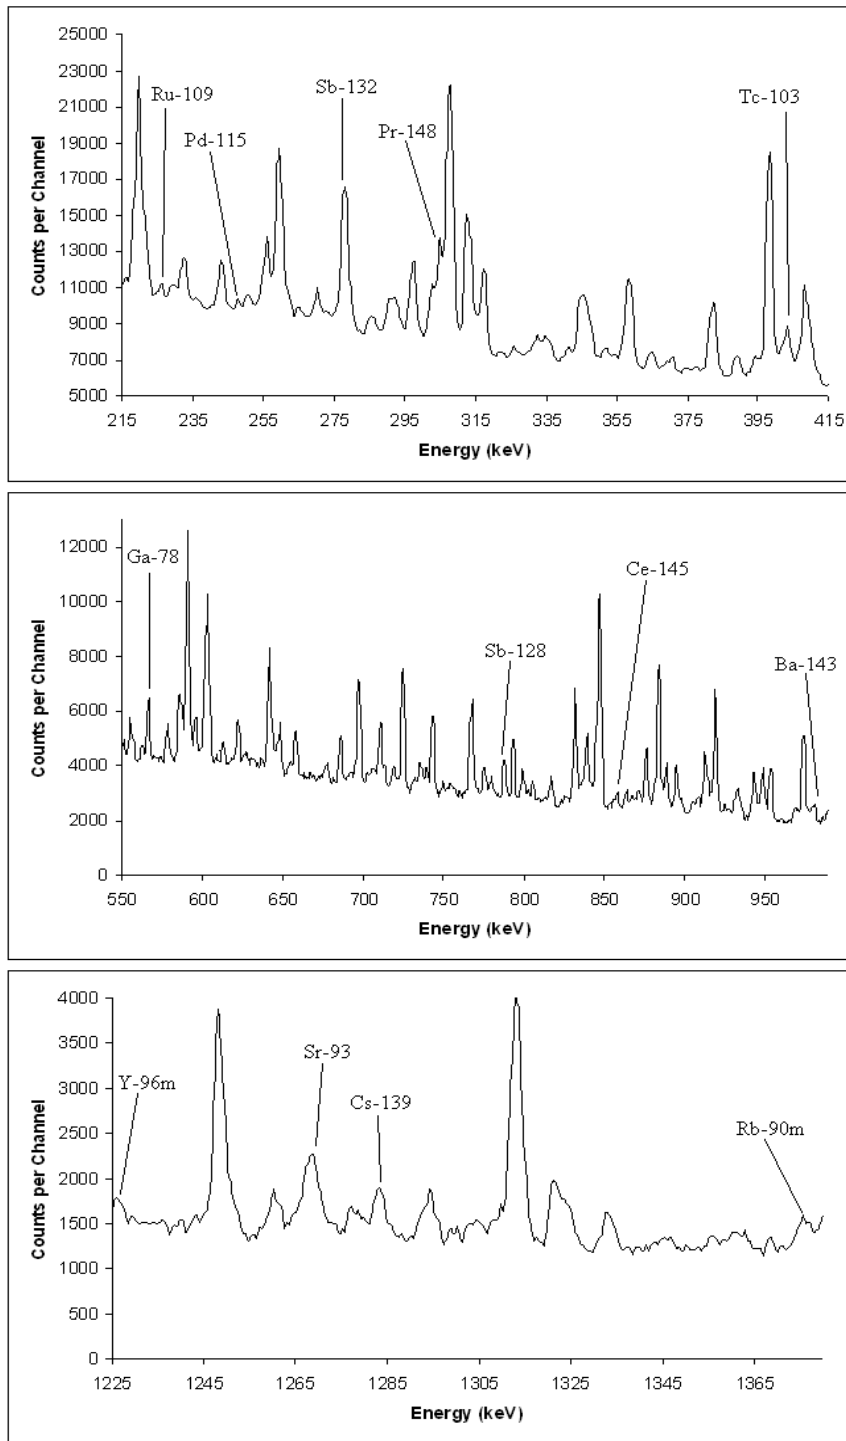 25000
23000
21000
19000
17000
15000
13000
11000
9000
7000
5000
Counts per Channel
Ru-109
Pd-115
Sb-132
Pr-148
Tc-103
215 235 255 275 295 315 335 355 375 395 415
Energy (keV)
12000
10000
8000
6000
4000
2000
0
Counts per Channel
Ga-78
Sb-128
Ce-145
Ba-143
550 600 650 700 750 800 850 900 950
Energy (keV)
4000
3500
3000
2500
2000
1500
1000
500
0
Counts per Channel
Y-96m
Sr-93
Cs-139
Rb-90m
1225 1245 1265 1285 1305 1325 1345 1365
Energy (keV)